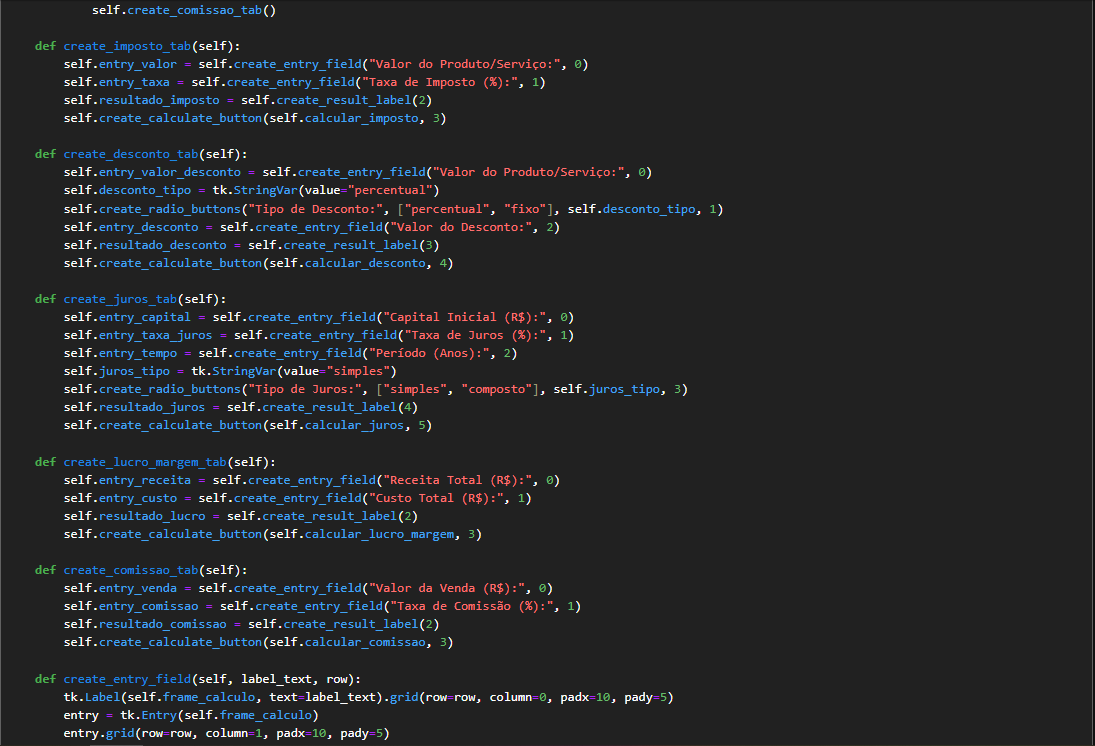 self.create_comissao_tab()

def create_imposto_tab(self):
    self.entry_valor = self.create_entry_field("Valor do Produto/Serviço:", 0)
    self.entry_taxa = self.create_entry_field("Taxa de Imposto (%):", 1)
    self.resultado_imposto = self.create_result_label(2)
    self.create_calculate_button(self.calcular_imposto, 3)

def create_desconto_tab(self):
    self.entry_valor_desconto = self.create_entry_field("Valor do Produto/Serviço:", 0)
    self.desconto_tipo = tk.StringVar(value="percentual")
    self.create_radio_buttons("Tipo de Desconto:", ["percentual", "fixo"], self.desconto_tipo, 1)
    self.entry_desconto = self.create_entry_field("Valor do Desconto:", 2)
    self.resultado_desconto = self.create_result_label(3)
    self.create_calculate_button(self.calcular_desconto, 4)

def create_juros_tab(self):
    self.entry_capital = self.create_entry_field("Capital Inicial (R$):", 0)
    self.entry_taxa_juros = self.create_entry_field("Taxa de Juros (%):", 1)
    self.entry_tempo = self.create_entry_field("Período (Anos):", 2)
    self.juros_tipo = tk.StringVar(value="simples")
    self.create_radio_buttons("Tipo de Juros:", ["simples", "composto"], self.juros_tipo, 3)
    self.resultado_juros = self.create_result_label(4)
    self.create_calculate_button(self.calcular_juros, 5)

def create_lucro_margem_tab(self):
    self.entry_receita = self.create_entry_field("Receita Total (R$):", 0)
    self.entry_custo = self.create_entry_field("Custo Total (R$):", 1)
    self.resultado_lucro = self.create_result_label(2)
    self.create_calculate_button(self.calcular_lucro_margem, 3)

def create_comissao_tab(self):
    self.entry_venda = self.create_entry_field("Valor da Venda (R$):", 0)
    self.entry_comissao = self.create_entry_field("Taxa de Comissão (%):", 1)
    self.resultado_comissao = self.create_result_label(2)
    self.create_calculate_button(self.calcular_comissao, 3)

def create_entry_field(self, label_text, row):
    tk.Label(self.frame_calculo, text=label_text).grid(row=row, column=0, padx=10, pady=5)
    entry = tk.Entry(self.frame_calculo)
    entry.grid(row=row, column=1, padx=10, pady=5)